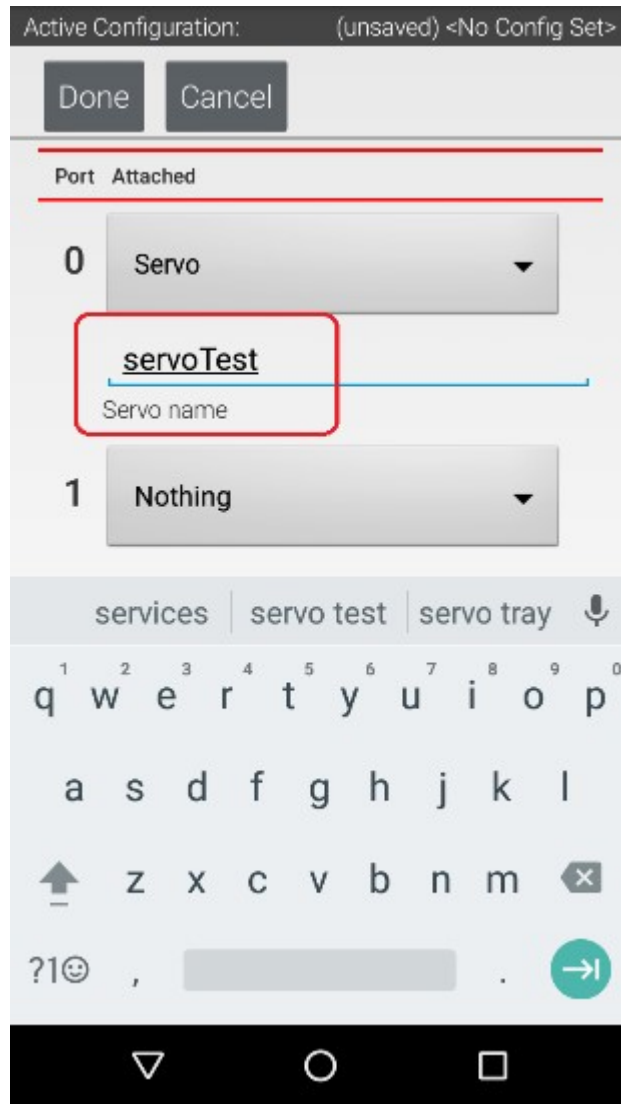 Active Configuration: (unsaved) <No Config Set>
Done Cancel
Port Attached
0 Servo
servoTest
Servo name
1 Nothing
services servo test servo tray
1 2 3 4 5 6 7 8 9 0
q w e r t y u i o p
a s d f g h j k l
z x c v b n m
?1☺ , .